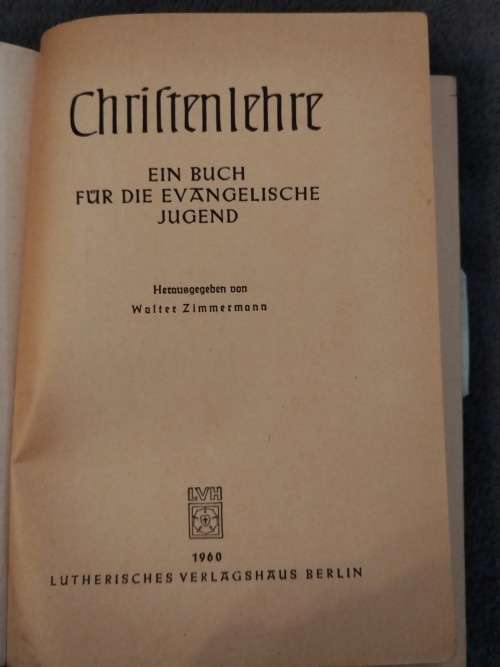 Chriſtenlehre
EIN BUCH
FÜR DIE EVANGELISCHE
JUGEND
Herausgegeben von
Walter Zimmermann
LVH
1960
LUTHERISCHES VERLAGSHAUS BERLIN